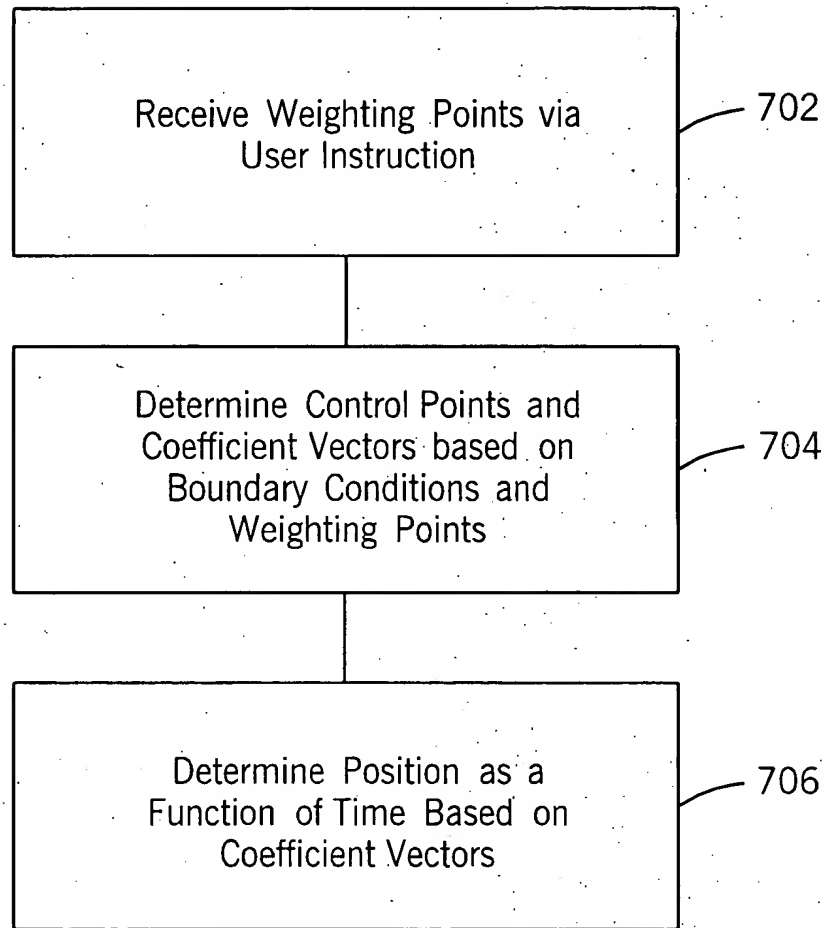 Receive Weighting Points via
User Instruction
702
Determine Control Points and
Coefficient Vectors based on
Boundary Conditions and
Weighting Points
704
Determine Position as a
Function of Time Based on
Coefficient Vectors
706